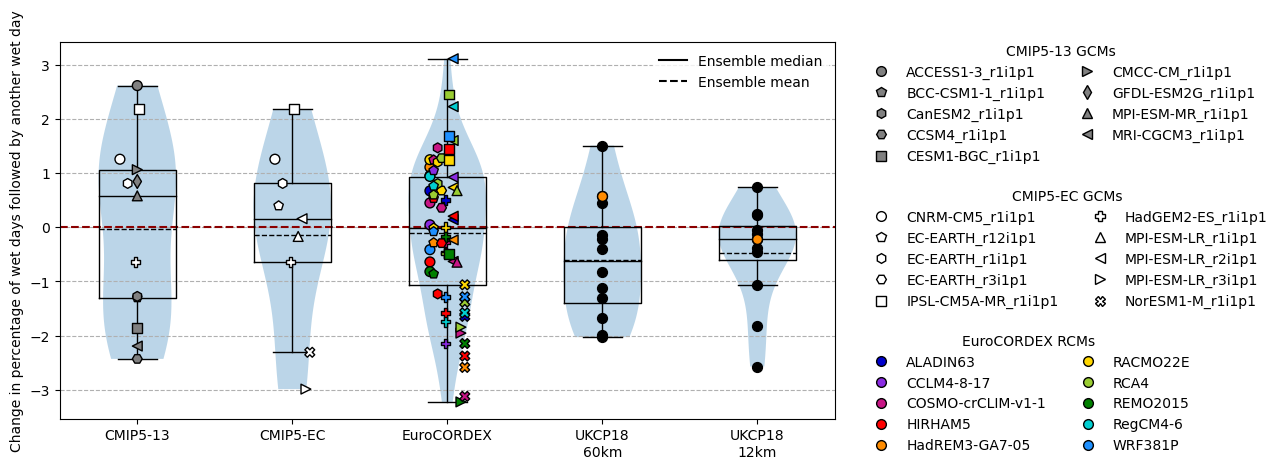 Change in percentage of wet days followed by another wet day
3
2
1
0
−1
−2
−3
CMIP5-13
CMIP5-EC
EuroCORDEX
UKCP18
60km
UKCP18
12km
Ensemble median
Ensemble mean
CMIP5-13 GCMs
ACCESS1-3_r1i1p1
BCC-CSM1-1_r1i1p1
CanESM2_r1i1p1
CCSM4_r1i1p1
CESM1-BGC_r1i1p1
CMCC-CM_r1i1p1
GFDL-ESM2G_r1i1p1
MPI-ESM-MR_r1i1p1
MRI-CGCM3_r1i1p1
CMIP5-EC GCMs
CNRM-CM5_r1i1p1
EC-EARTH_r12i1p1
EC-EARTH_r1i1p1
EC-EARTH_r3i1p1
IPSL-CM5A-MR_r1i1p1
HadGEM2-ES_r1i1p1
MPI-ESM-LR_r1i1p1
MPI-ESM-LR_r2i1p1
MPI-ESM-LR_r3i1p1
NorESM1-M_r1i1p1
EuroCORDEX RCMs
ALADIN63
CCLM4-8-17
COSMO-crCLIM-v1-1
HIRHAM5
HadREM3-GA7-05
RACMO22E
RCA4
REMO2015
RegCM4-6
WRF381P